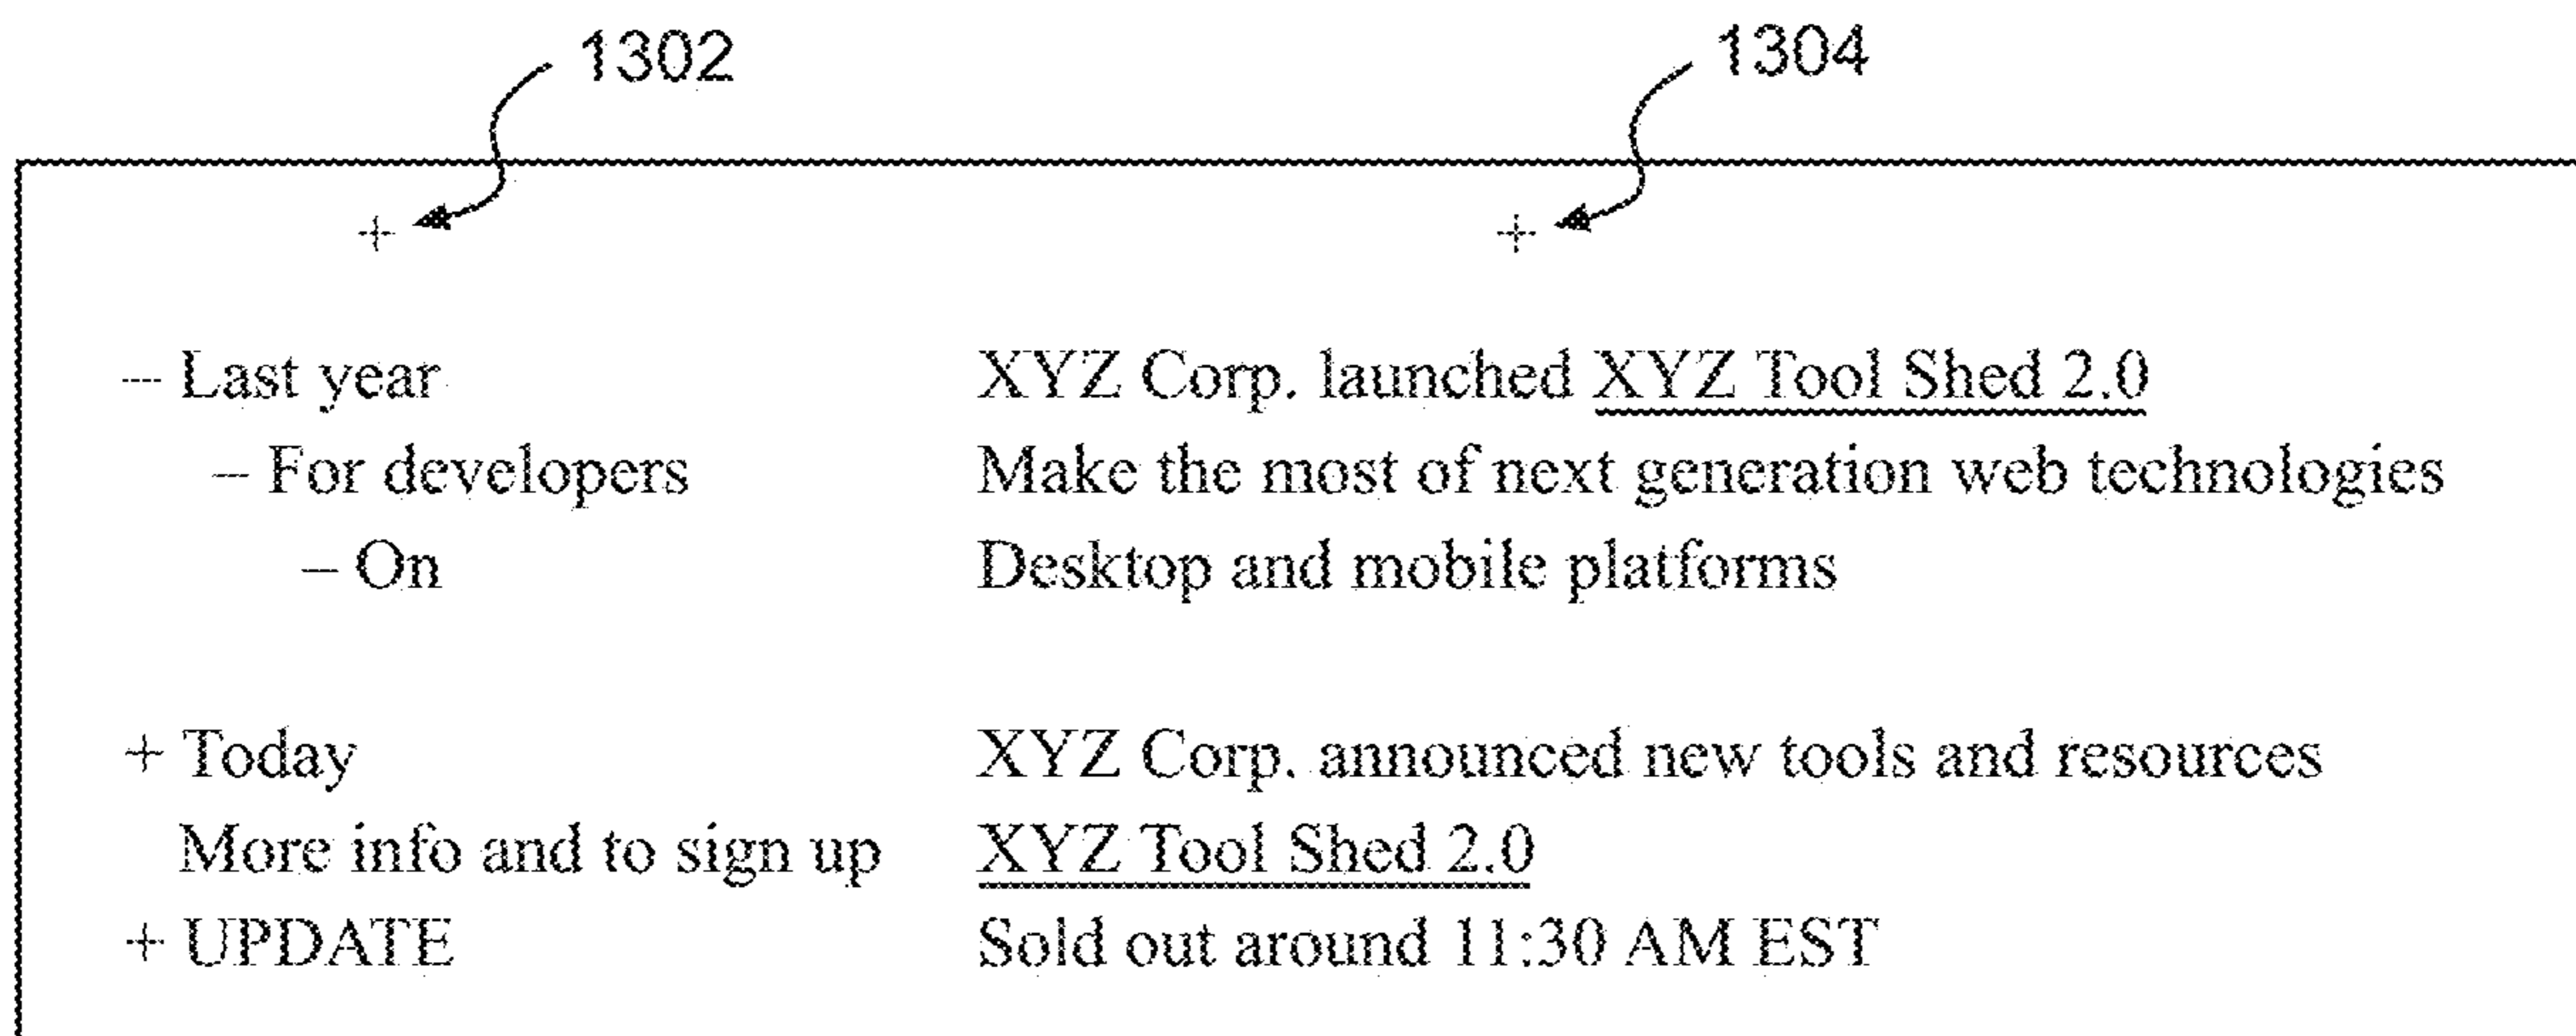 1302 1304
+ +
– Last year XYZ Corp. launched XYZ Tool Shed 2.0
– For developers Make the most of next generation web technologies
– On Desktop and mobile platforms
+ Today XYZ Corp. announced new tools and resources
More info and to sign up XYZ Tool Shed 2.0
+ UPDATE Sold out around 11:30 AM EST